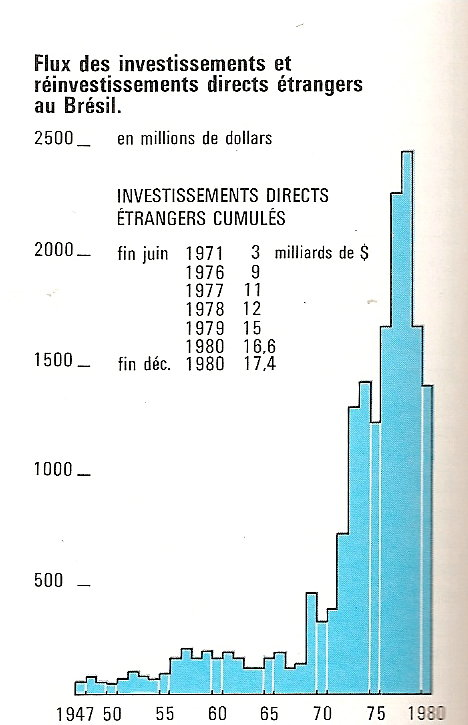 Flux des investissements et
réinvestissements directs étrangers
au Brésil.
2500 en millions de dollars
INVESTISSEMENTS DIRECTS
ÉTRANGERS CUMULÉS
2000
fin juin 1971 3 milliards de $
1976 9
1977 11
1978 12
1979 15
1980 16,6
fin déc. 1980 17,4
1500
1000
500
1947 50 55 60 65 70 75 1980